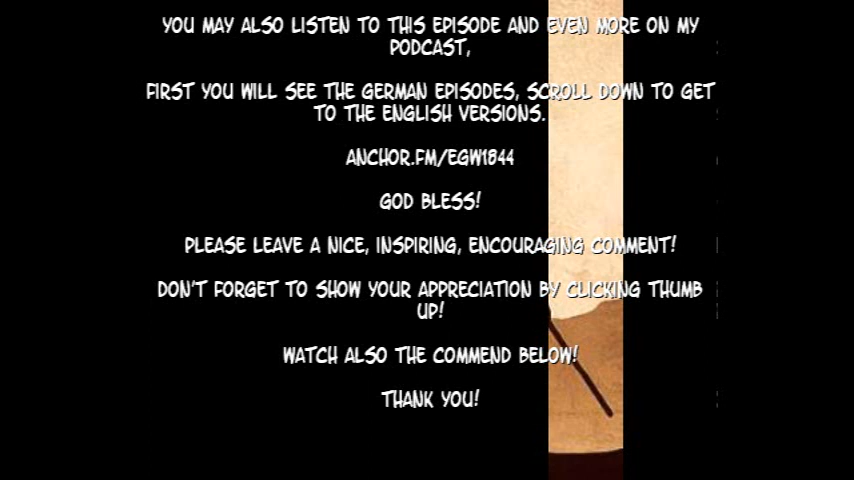 YOU MAY ALSO LISTEN TO THIS EPISODE AND EVEN MORE ON MY
PODCAST,
FIRST YOU WILL SEE THE GERMAN EPISODES, SCROLL DOWN TO GET
TO THE ENGLISH VERSIONS.
ANCHOR.FM/EGW1844
GOD BLESS!
PLEASE LEAVE A NICE, INSPIRING, ENCOURAGING COMMENT!
DON'T FORGET TO SHOW YOUR APPRECIATION BY CLICKING THUMB
UP!
WATCH ALSO THE COMMEND BELOW!
THANK YOU!